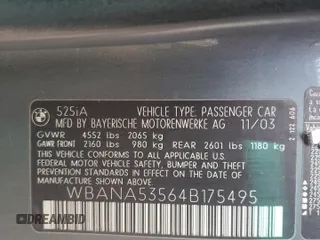 525iA VEHICLE TYPE: PASSENGER CAR
MFD BY BAYERISCHE MOTORENWERKE AG 11/03
GVWR 4552 lbs 2065 kg
GAWR FRONT 2160 lbs 980 kg REAR 2601 lbs 1180 kg
THIS VEHICLE CONFORMS TO ALL APPLICABLE U.S.
FEDERAL MOTOR VEHICLE SAFETY, BUMPER, AND
THEFT PREVENTION STANDARDS IN EFFECT ON THE
DATE OF MANUFACTURE SHOWN ABOVE.
WBANA53564B175495
BIDINFO